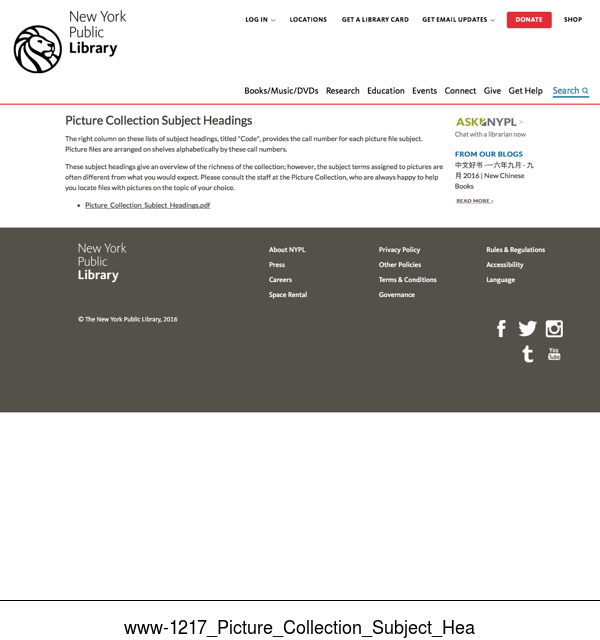 New York
Public
Library
LOG IN
LOCATIONS
GET A LIBRARY CARD
GET EMAIL UPDATES
DONATE
SHOP
Books/Music/DVDs
Research
Education
Events
Connect
Give
Get Help
Search
Picture Collection Subject Headings
The right column on these lists of subject headings, titled "Code", provides the call number for each picture file subject.
Picture files are arranged on shelves alphabetically by these call numbers.
These subject headings give an overview of the richness of the collection; however, the subject terms assigned to pictures are
often different from what you would expect. Please consult the staff at the Picture Collection, who are always happy to help
you locate files with pictures on the topic of your choice.
• Picture_Collection_Subject_Headings.pdf
ASK NYPL >
Chat with a librarian now
FROM OUR BLOGS
中文好书 -一六年九月 - 九
月 2016 | New Chinese
Books
READ MORE ›
New York
Public
Library
About NYPL
Press
Careers
Space Rental
Privacy Policy
Other Policies
Terms & Conditions
Governance
Rules & Regulations
Accessibility
Language
© The New York Public Library, 2016
You
Tube
www-1217_Picture_Collection_Subject_Hea